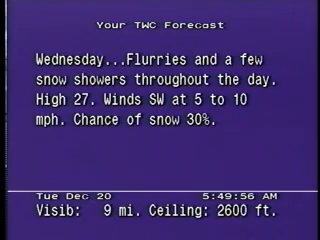 Your TWC Forecast
Wednesday...Flurries and a few
snow showers throughout the day.
High 27. Winds SW at 5 to 10
mph. Chance of snow 30%.
Tue Dec 20 5:49:56 AM
Visib: 9 mi. Ceiling: 2600 ft.